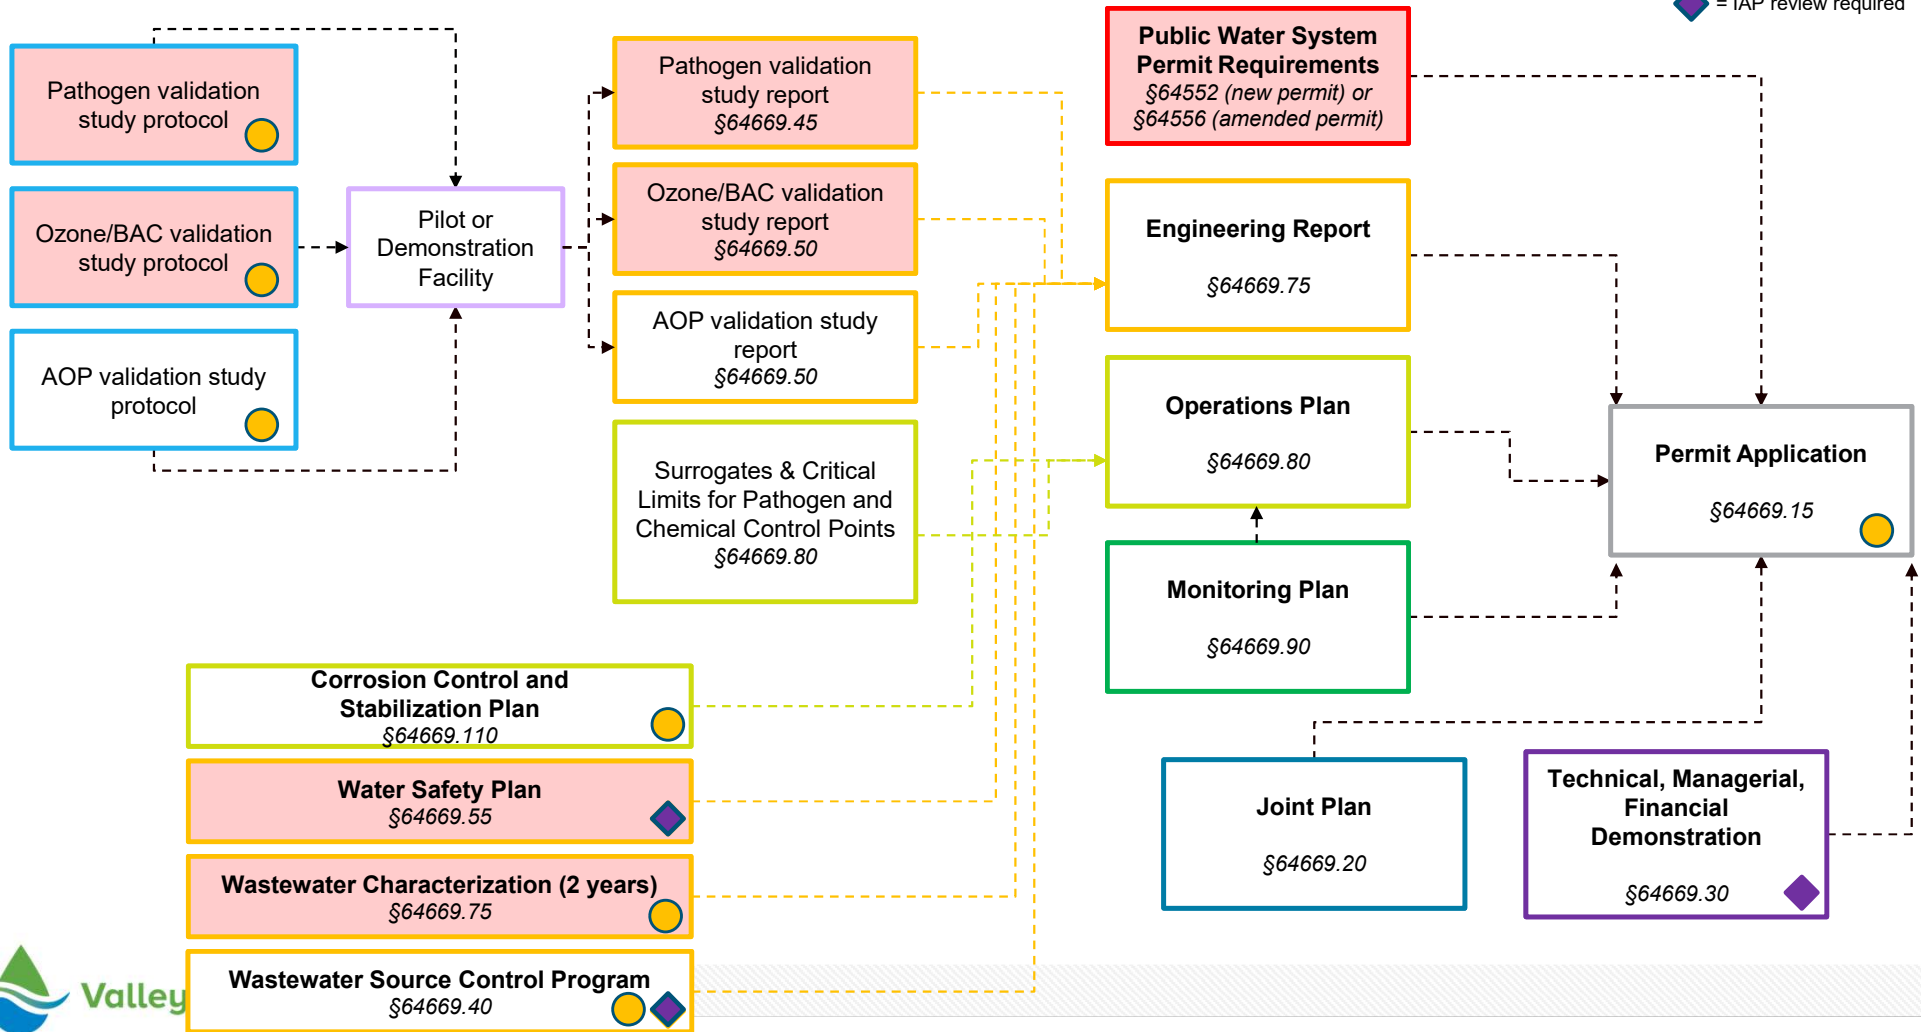 = IAP review required
Pathogen validation
study protocol
Ozone/BAC validation
study protocol
AOP validation study
protocol
Pilot or
Demonstration
Facility
Pathogen validation
study report
§64669.45
Ozone/BAC validation
study report
§64669.50
AOP validation study
report
§64669.50
Surrogates & Critical
Limits for Pathogen and
Chemical Control Points
§64669.80
Corrosion Control and
Stabilization Plan
§64669.110
Water Safety Plan
§64669.55
Wastewater Characterization (2 years)
§64669.75
Wastewater Source Control Program
§64669.40
Public Water System
Permit Requirements
§64552 (new permit) or
§64556 (amended permit)
Engineering Report
§64669.75
Operations Plan
§64669.80
Monitoring Plan
§64669.90
Joint Plan
§64669.20
Technical, Managerial,
Financial
Demonstration
§64669.30
Permit Application
§64669.15
Valley